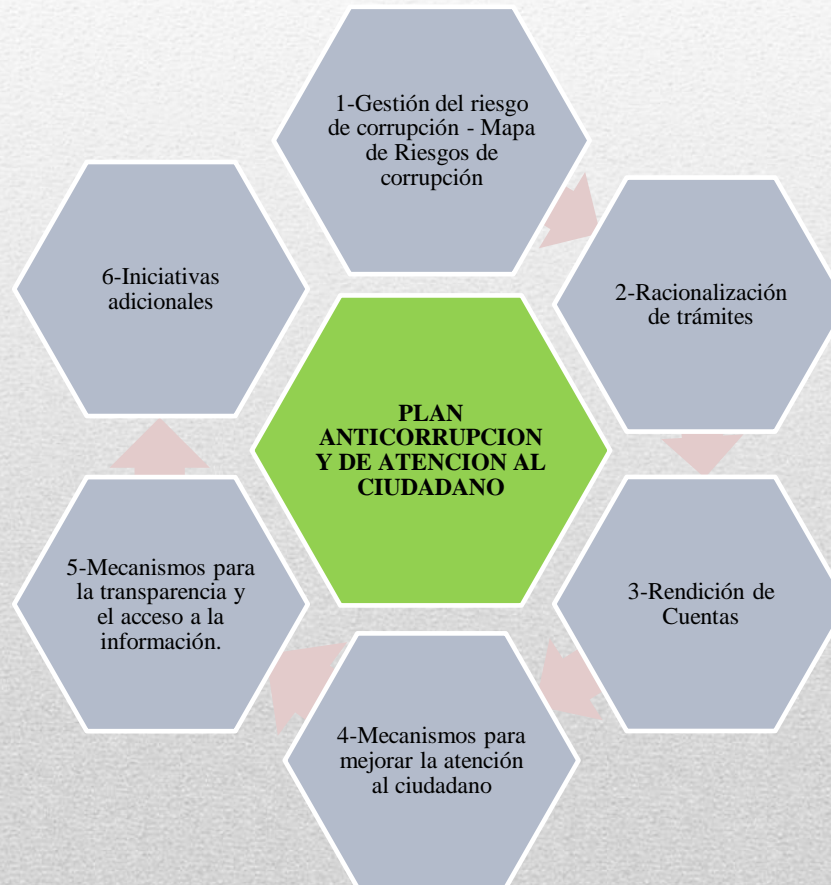 1-Gestión del riesgo
de corrupción - Mapa
de Riesgos de
corrupción
2-Racionalización
de trámites
3-Rendición de
Cuentas
4-Mecanismos para
mejorar la atención
al ciudadano
5-Mecanismos para
la transparencia y
el acceso a la
información.
6-Iniciativas
adicionales
PLAN
ANTICORRUPCION
Y DE ATENCION AL
CIUDADANO